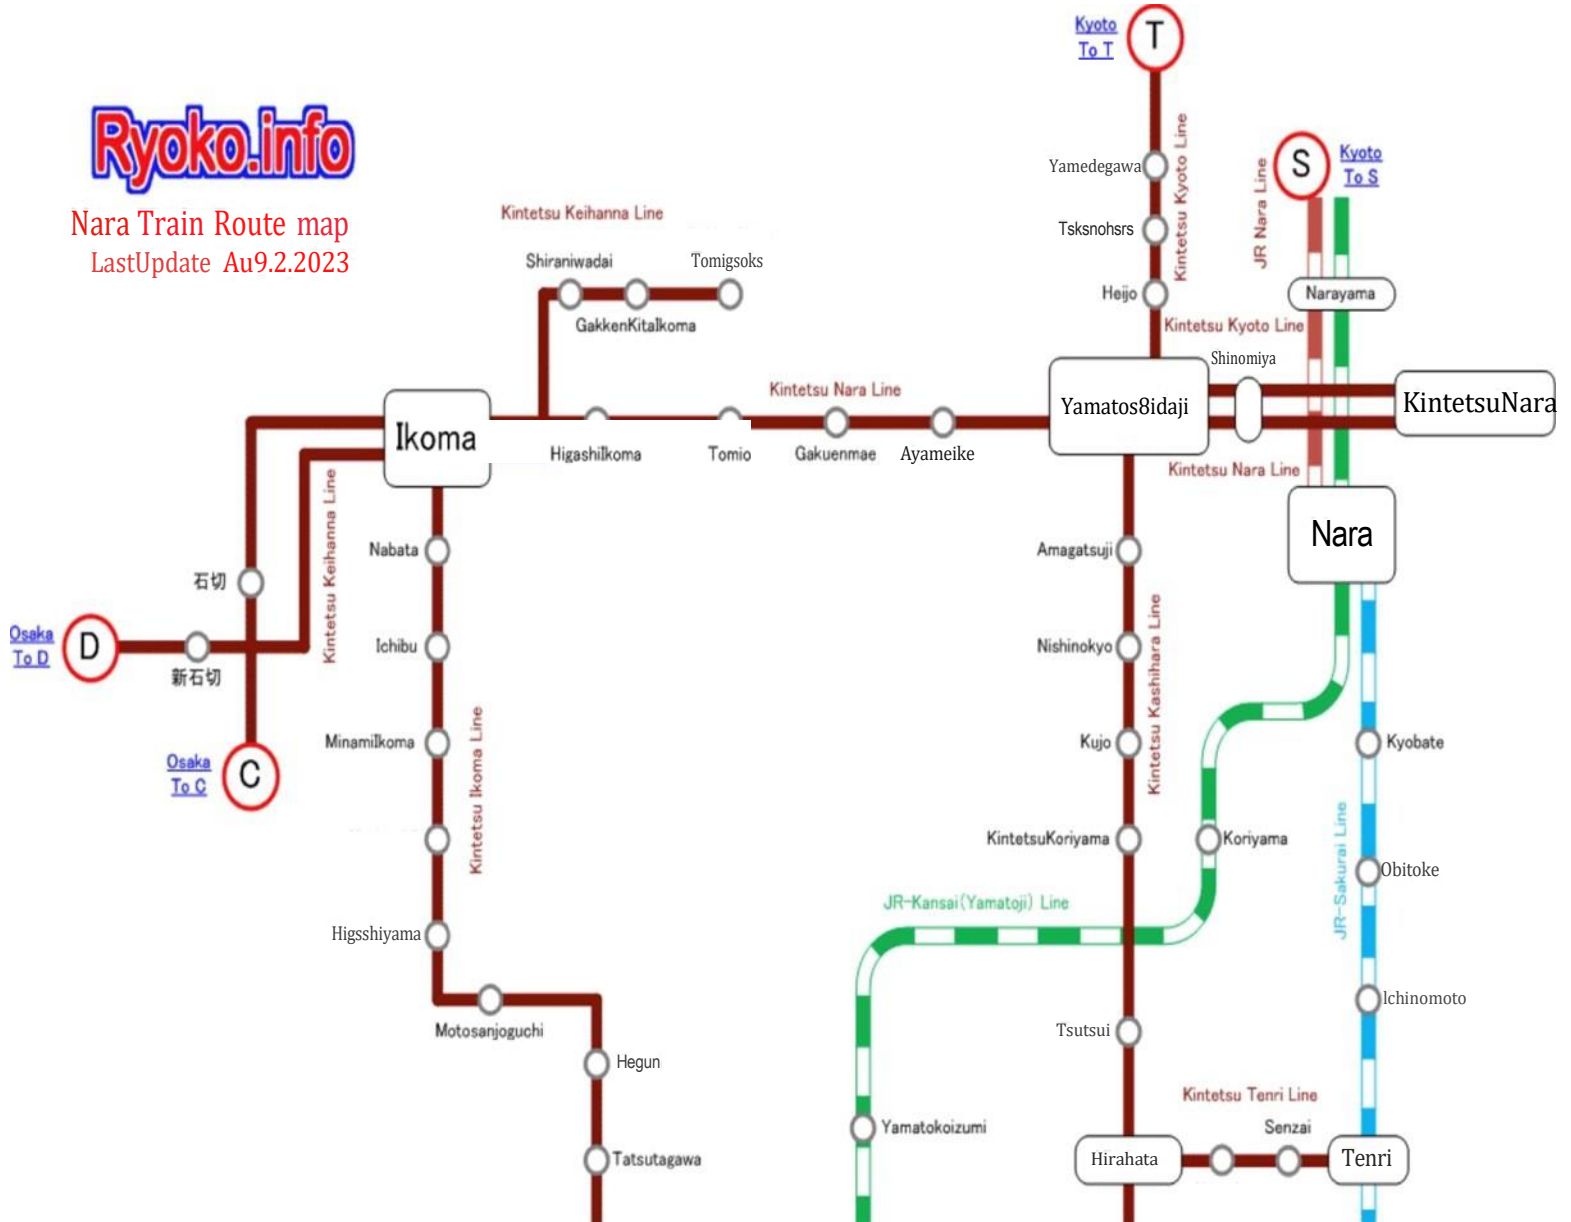 Kyoto
To T
T
Ryoko.info
Nara Train Route map
LastUpdate Au9.2.2023
Kintetsu Kyoto Line
Yamedegawa
Tsksnohsrs
Heijo
JR Nara Line
S
Kyoto
To S
Narayama
Kintetsu Keihanna Line
Shiraniwadai
Tomigsoks
GakkenKitaIkoma
Kintetsu Kyoto Line
Shinomiya
Kintetsu Nara Line
Ikoma
HigashiIkoma
Tomio
Gakuenmae
Ayameike
Yamatos8idaji
KintetsuNara
Kintetsu Nara Line
Nara
Kintetsu Keihanna Line
石切
Osaka
To D
D
新石切
Osaka
To C
C
Nabata
Ichibu
MinamiIkoma
Kintetsu Ikoma Line
Higsshiyama
Motosanjoguchi
Hegun
Tatsutagawa
Amagatsuji
Nishinokyo
Kujo
Kintetsu Kashihara Line
KintetsuKoriyama
Koriyama
Kyobate
Obitoke
JR-Sakurai Line
Ichinomoto
JR-Kansai(Yamatoji) Line
Tsutsui
Yamatokoizumi
Kintetsu Tenri Line
Senzai
Hirahata
Tenri